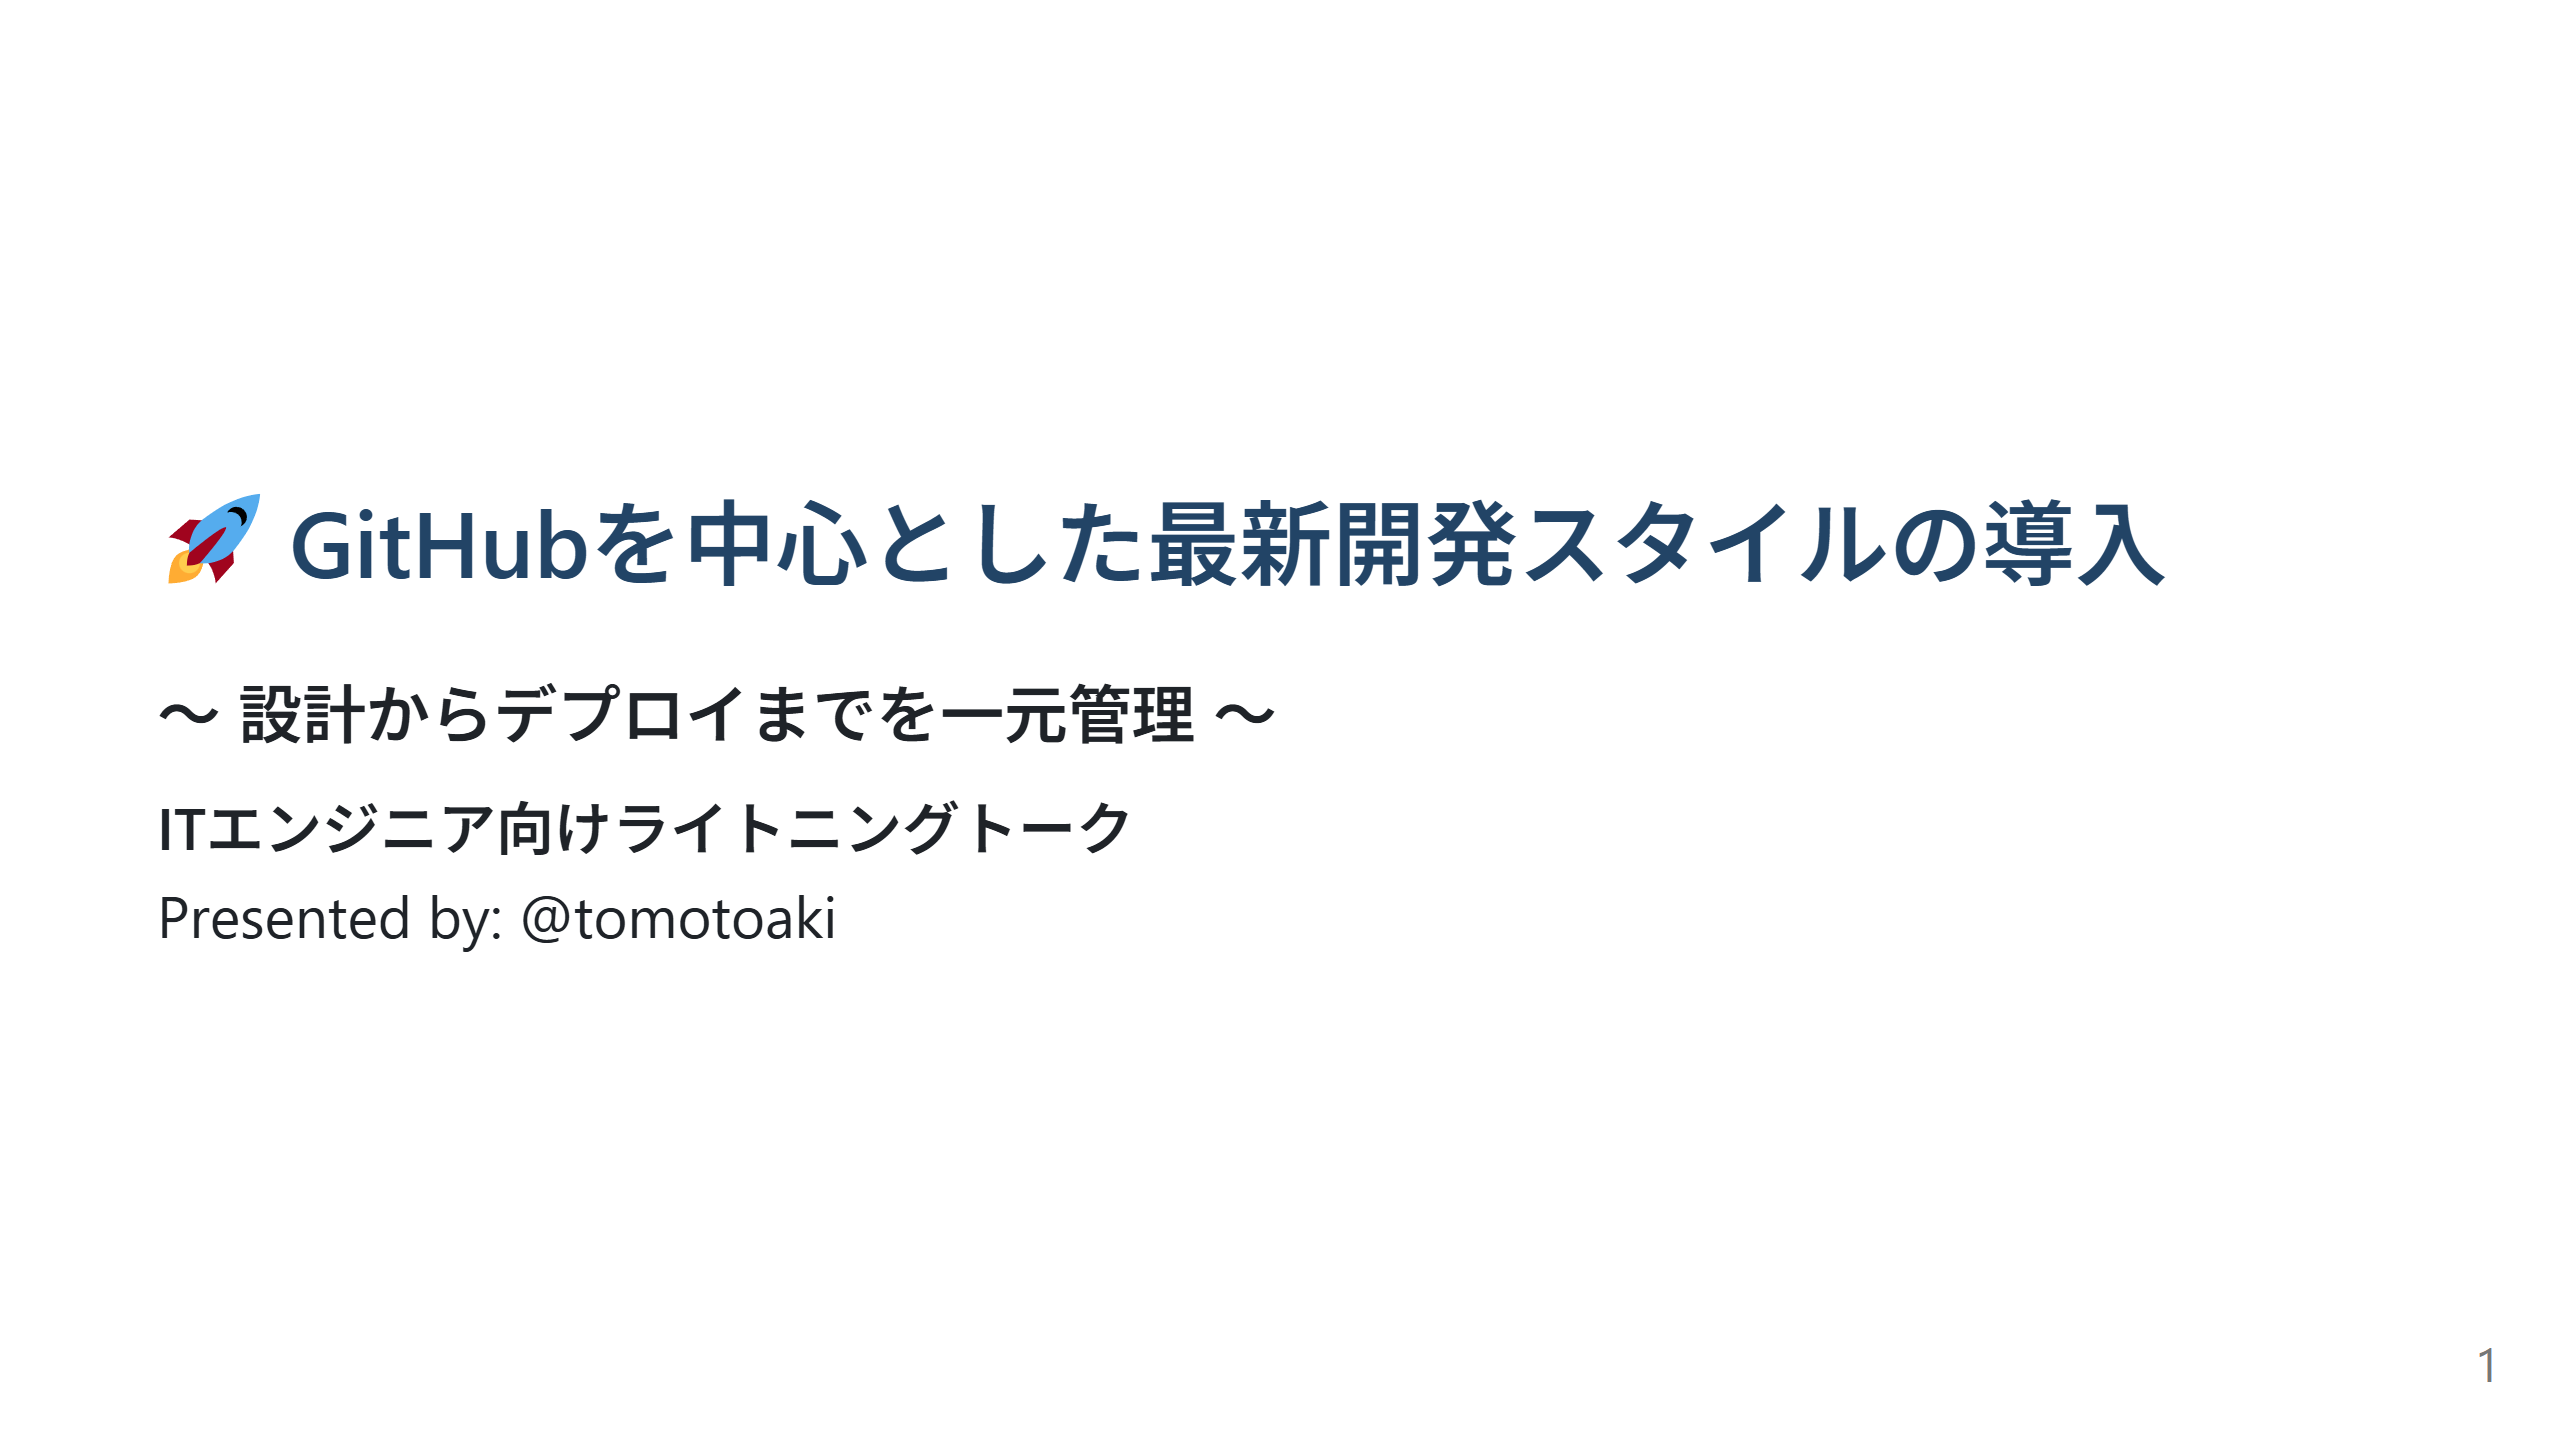 🚀 GitHubを中心とした最新開発スタイルの導入
〜 設計からデプロイまでを一元管理 〜
ITエンジニア向けライトニングトーク
Presented by: @tomotoaki
1